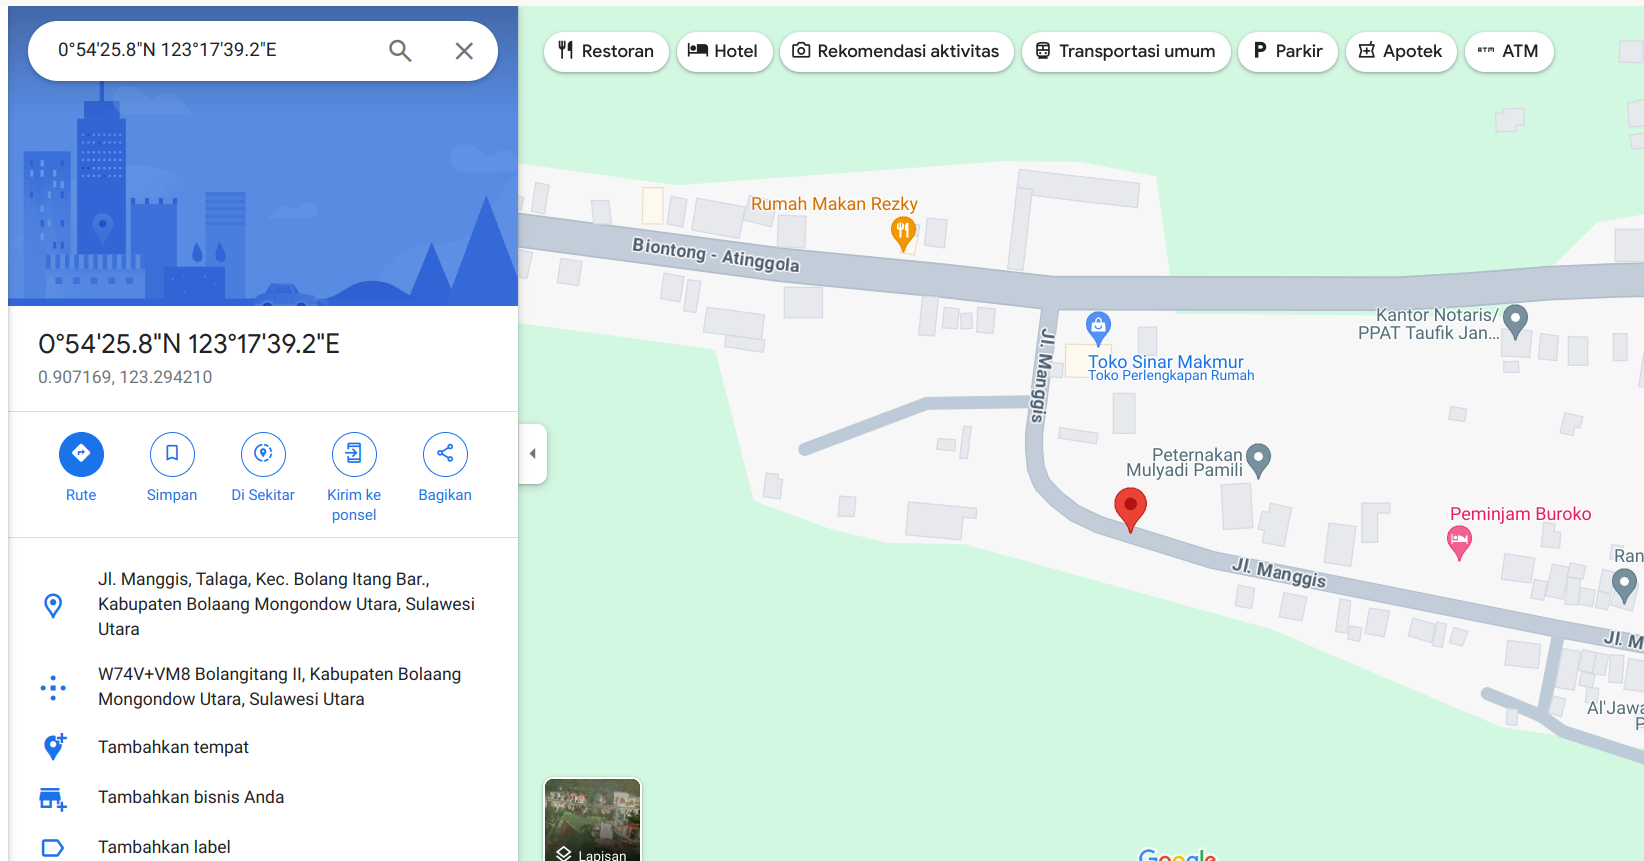 0°54'25.8"N 123°17'39.2"E
Restoran
Hotel
Rekomendasi aktivitas
Transportasi umum
Parkir
Apotek
ATM
0°54'25.8"N 123°17'39.2"E
0.907169, 123.294210
Rute
Simpan
Di Sekitar
Kirim ke
ponsel
Bagikan
Jl. Manggis, Talaga, Kec. Bolang Itang Bar.,
Kabupaten Bolaang Mongondow Utara, Sulawesi
Utara
W74V+VM8 Bolangitang II, Kabupaten Bolaang
Mongondow Utara, Sulawesi Utara
Tambahkan tempat
Tambahkan bisnis Anda
Tambahkan label
Rumah Makan Rezky
Biontong - Atinggola
Kantor Notaris/
PPAT Taufik Jan...
Jl. Manggis
Toko Sinar Makmur
Toko Perlengkapan Rumah
Peternakan
Mulyadi Pamili
Peminjam Buroko
Ran
Jl. Manggis
Jl. M
Al'Jawa
P
Lapisan
Google